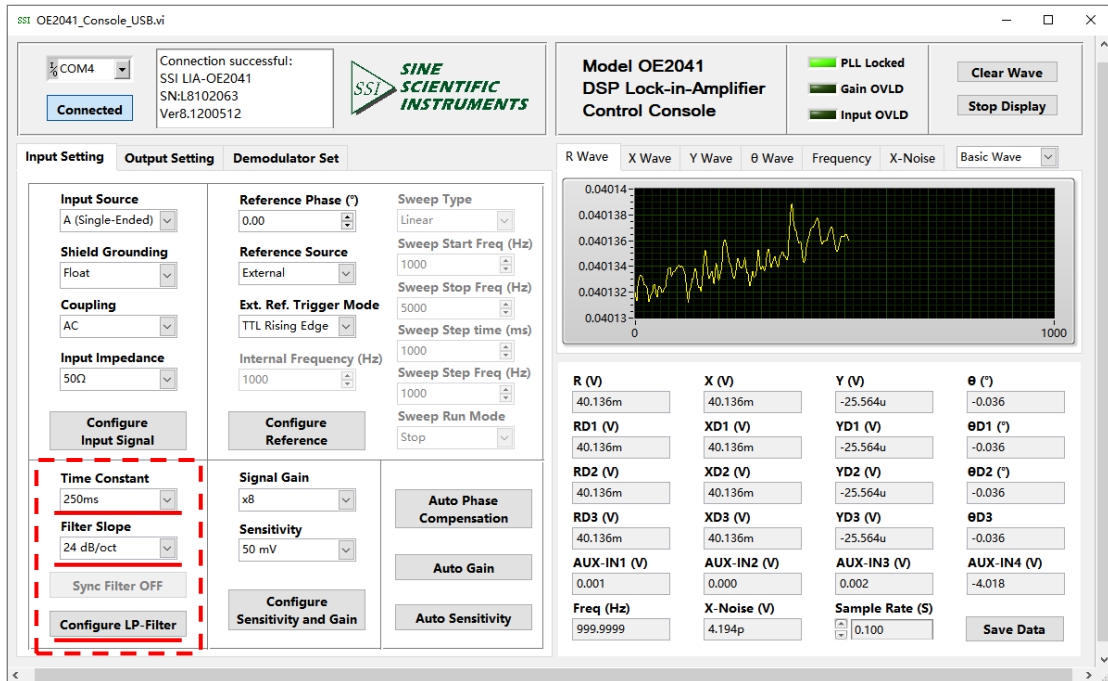 SSI OE2041_Console_USB.vi
I/O COM4
Connected
Connection successful:
SSI LIA-OE2041
SN:L8102063
Ver8.1200512
SSI
SINE
SCIENTIFIC
INSTRUMENTS
Model OE2041
DSP Lock-in-Amplifier
Control Console
PLL Locked
Gain OVLD
Input OVLD
Clear Wave
Stop Display
Input Setting
Output Setting
Demodulator Set
Input Source
A (Single-Ended)
Shield Grounding
Float
Coupling
AC
Input Impedance
50Ω
Configure
Input Signal
Reference Phase (°)
0.00
Reference Source
External
Ext. Ref. Trigger Mode
TTL Rising Edge
Internal Frequency (Hz)
1000
Configure
Reference
Sweep Type
Linear
Sweep Start Freq (Hz)
1000
Sweep Stop Freq (Hz)
5000
Sweep Step time (ms)
1000
Sweep Step Freq (Hz)
1000
Sweep Run Mode
Stop
Time Constant
250ms
Filter Slope
24 dB/oct
Sync Filter OFF
Configure LP-Filter
Signal Gain
x8
Sensitivity
50 mV
Configure
Sensitivity and Gain
Auto Phase
Compensation
Auto Gain
Auto Sensitivity
R Wave
X Wave
Y Wave
θ Wave
Frequency
X-Noise
Basic Wave
0.04014
0.040138
0.040136
0.040134
0.040132
0.04013
0
1000
R (V) X (V) Y (V) θ (°)
40.136m 40.136m -25.564u -0.036
RD1 (V) XD1 (V) YD1 (V) θD1 (°)
40.136m 40.136m -25.564u -0.036
RD2 (V) XD2 (V) YD2 (V) θD2 (°)
40.136m 40.136m -25.564u -0.036
RD3 (V) XD3 (V) YD3 (V) θD3
40.136m 40.136m -25.564u -0.036
AUX-IN1 (V) AUX-IN2 (V) AUX-IN3 (V) AUX-IN4 (V)
0.001 0.000 0.002 -4.018
Freq (Hz) X-Noise (V) Sample Rate (S)
999.9999 4.194p 0.100
Save Data